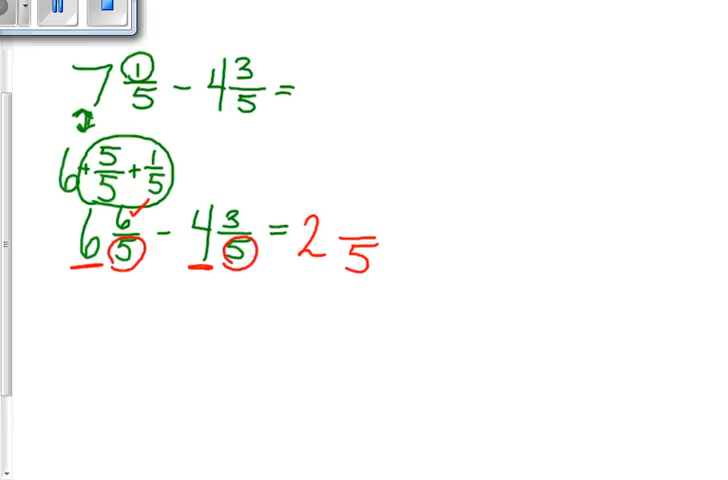 7 1/5 - 4 3/5 =
6 + 5/5 + 1/5
6 6/5 - 4 3/5 = 2 /5